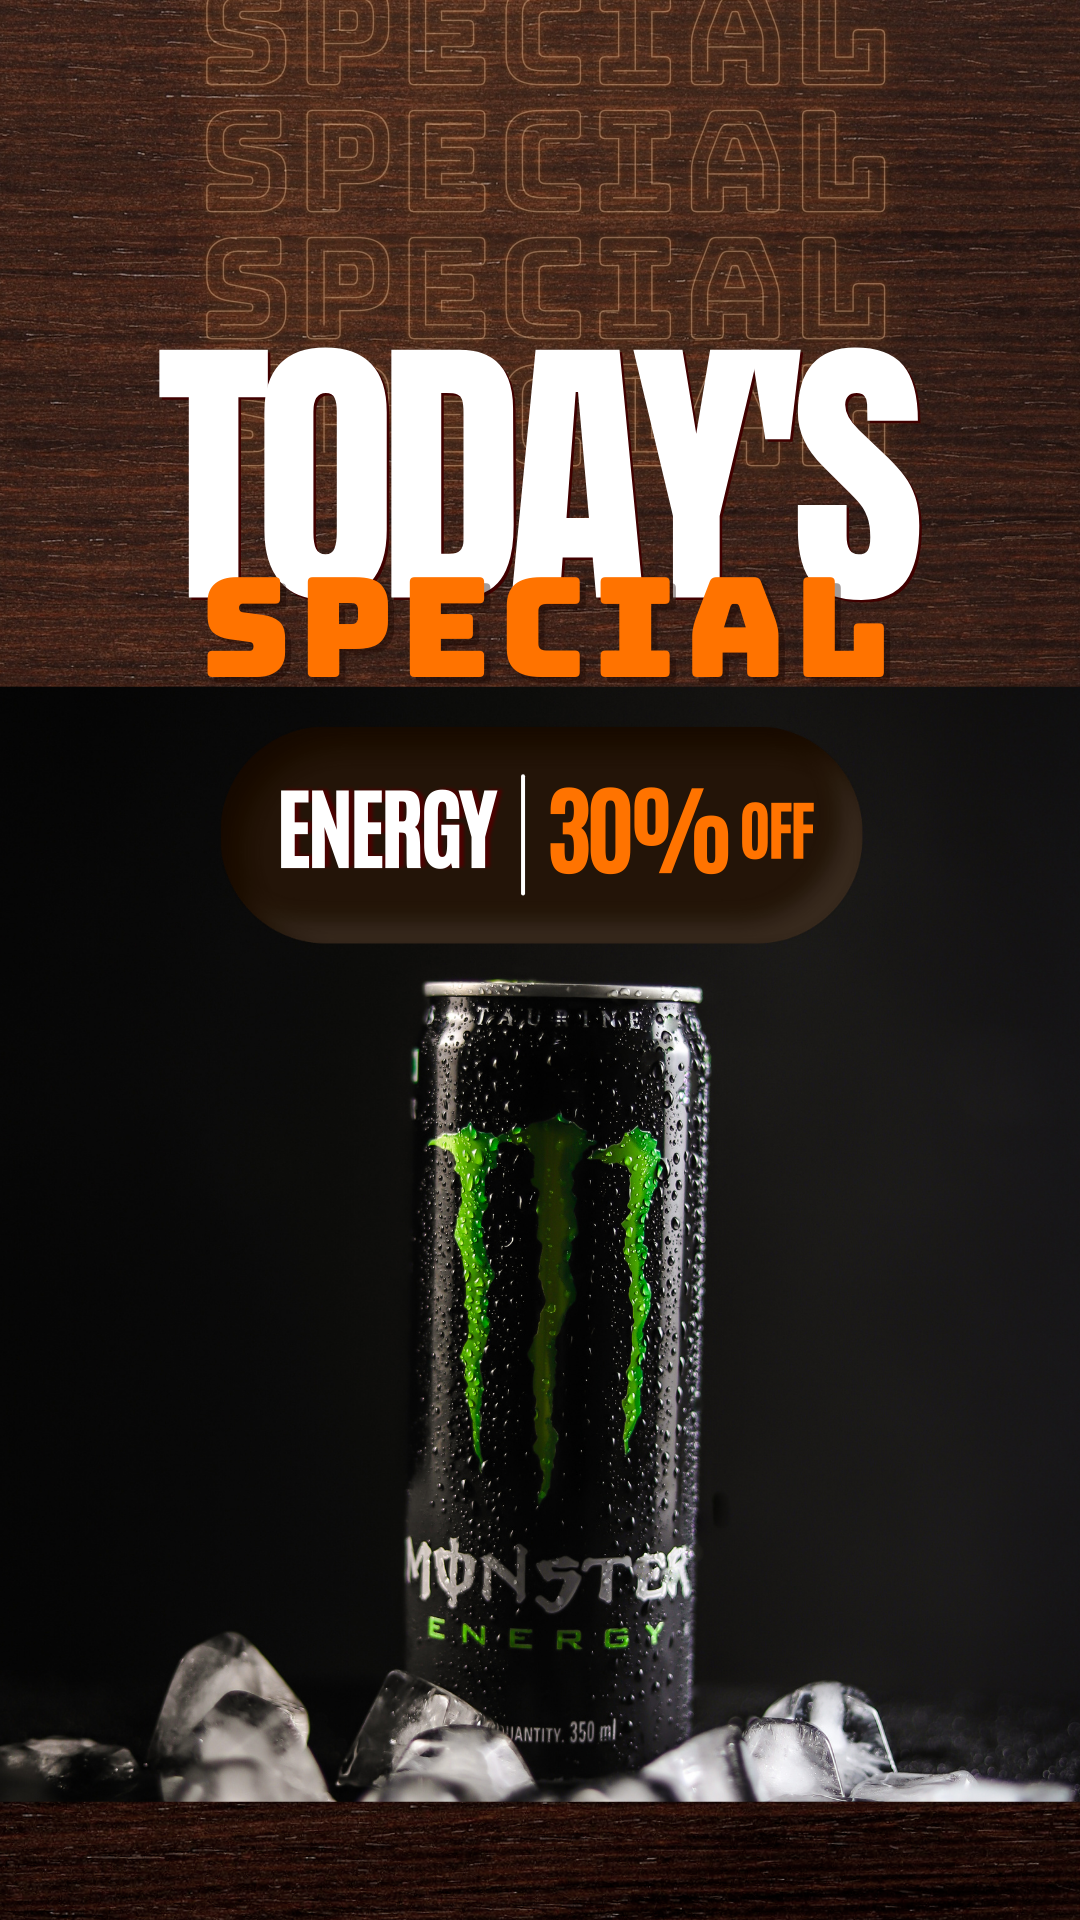 SPECIAL
SPECIAL
SPECIAL
TODAY'S
SPECIAL
ENERGY | 30% OFF
TAURINE
MONSTER
ENERGY
QUANTITY. 350 ml